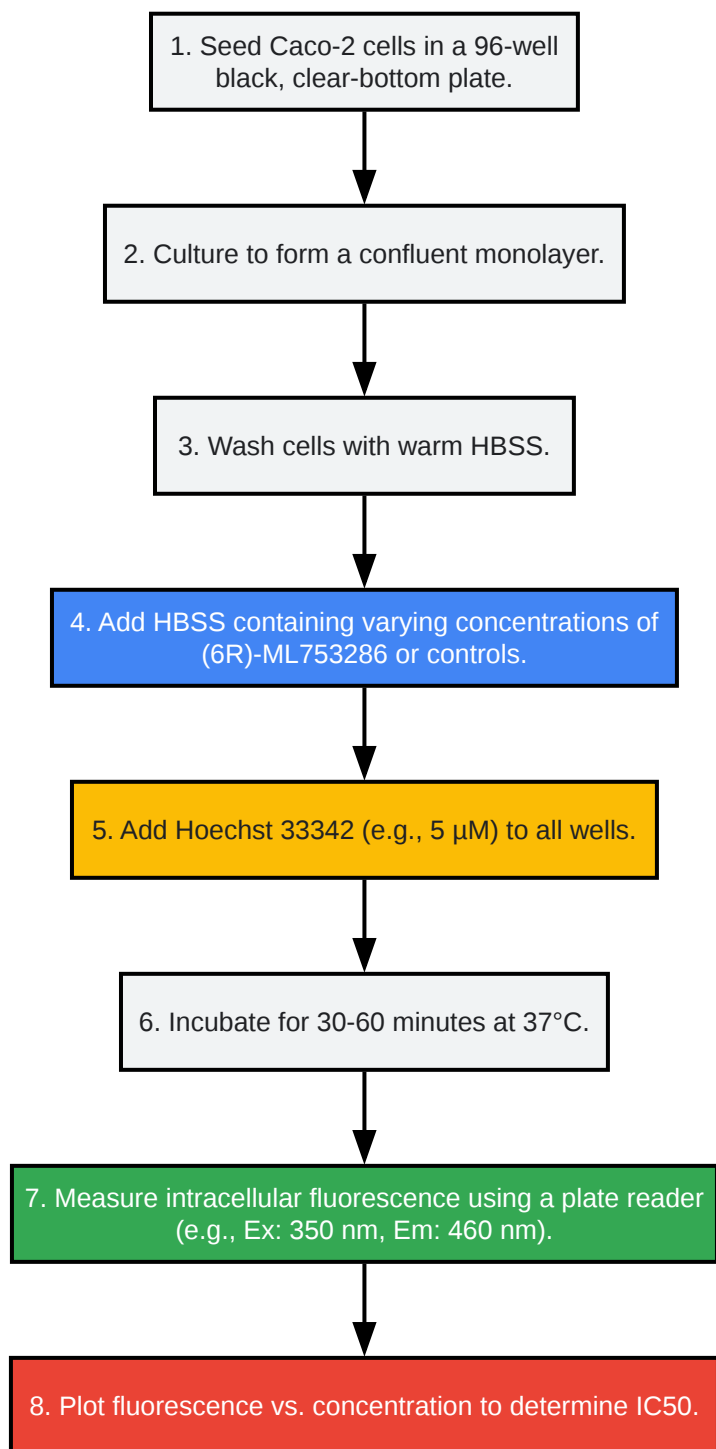 1. Seed Caco-2 cells in a 96-well
black, clear-bottom plate.
2. Culture to form a confluent monolayer.
3. Wash cells with warm HBSS.
4. Add HBSS containing varying concentrations of
(6R)-ML753286 or controls.
5. Add Hoechst 33342 (e.g., 5 µM) to all wells.
6. Incubate for 30-60 minutes at 37°C.
7. Measure intracellular fluorescence using a plate reader
(e.g., Ex: 350 nm, Em: 460 nm).
8. Plot fluorescence vs. concentration to determine IC50.